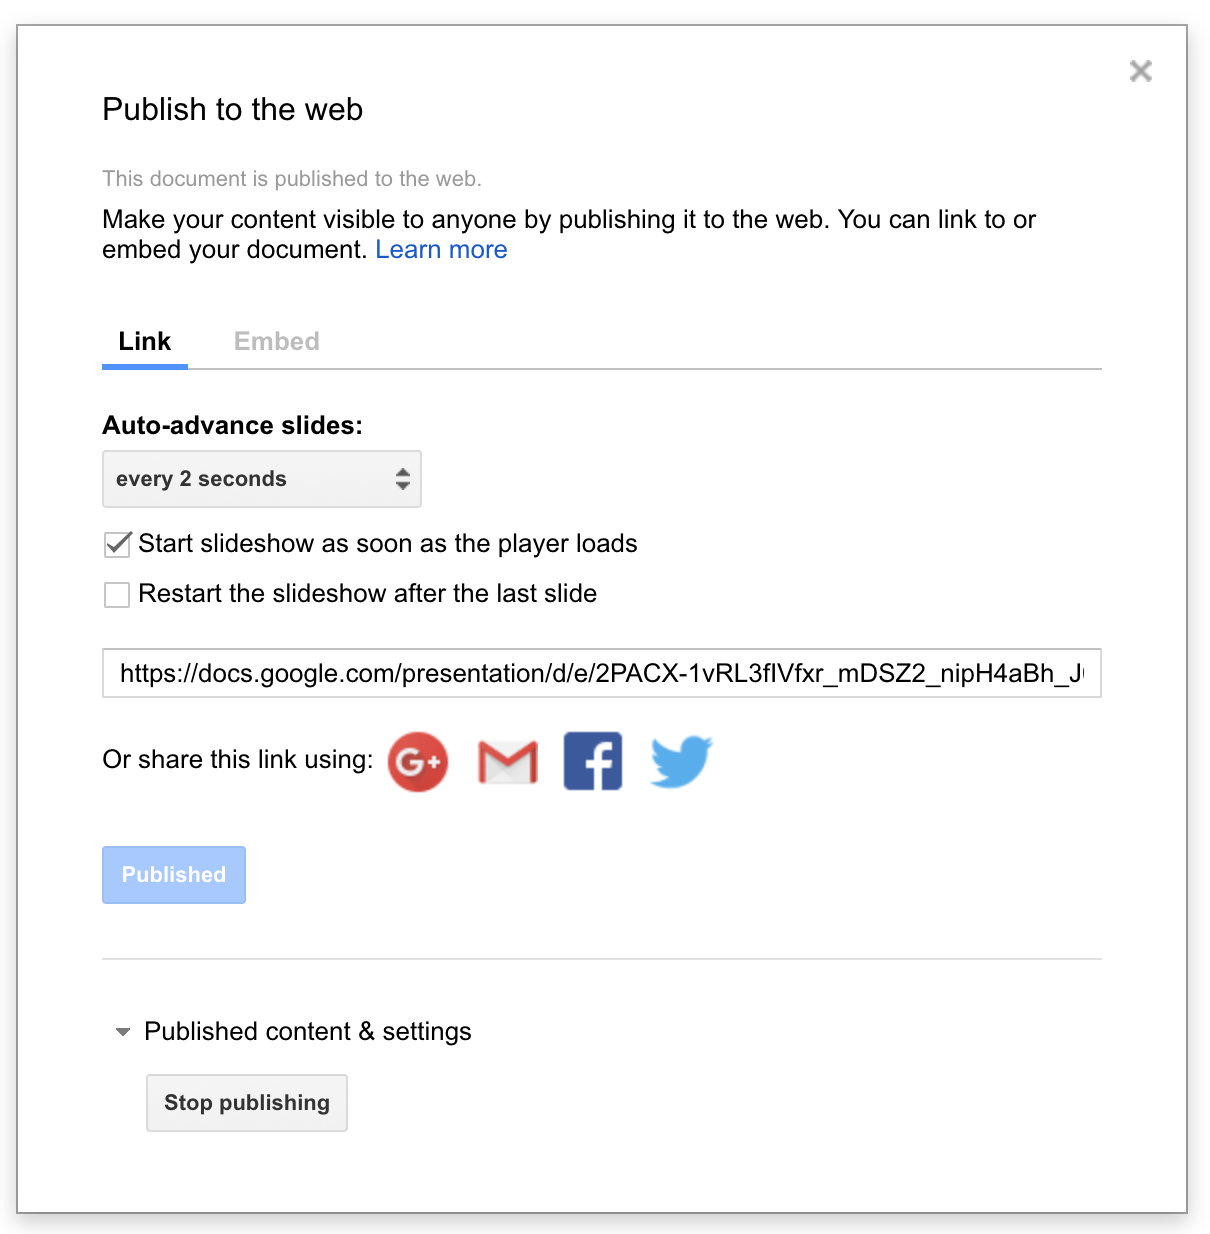 Publish to the web
This document is published to the web.
Make your content visible to anyone by publishing it to the web. You can link to or
embed your document. Learn more
Link Embed
Auto-advance slides:
every 2 seconds
Start slideshow as soon as the player loads
Restart the slideshow after the last slide
https://docs.google.com/presentation/d/e/2PACX-1vRL3fIVfxr_mDSZ2_nipH4aBh_J
Or share this link using: G+ M f
Published
Published content & settings
Stop publishing